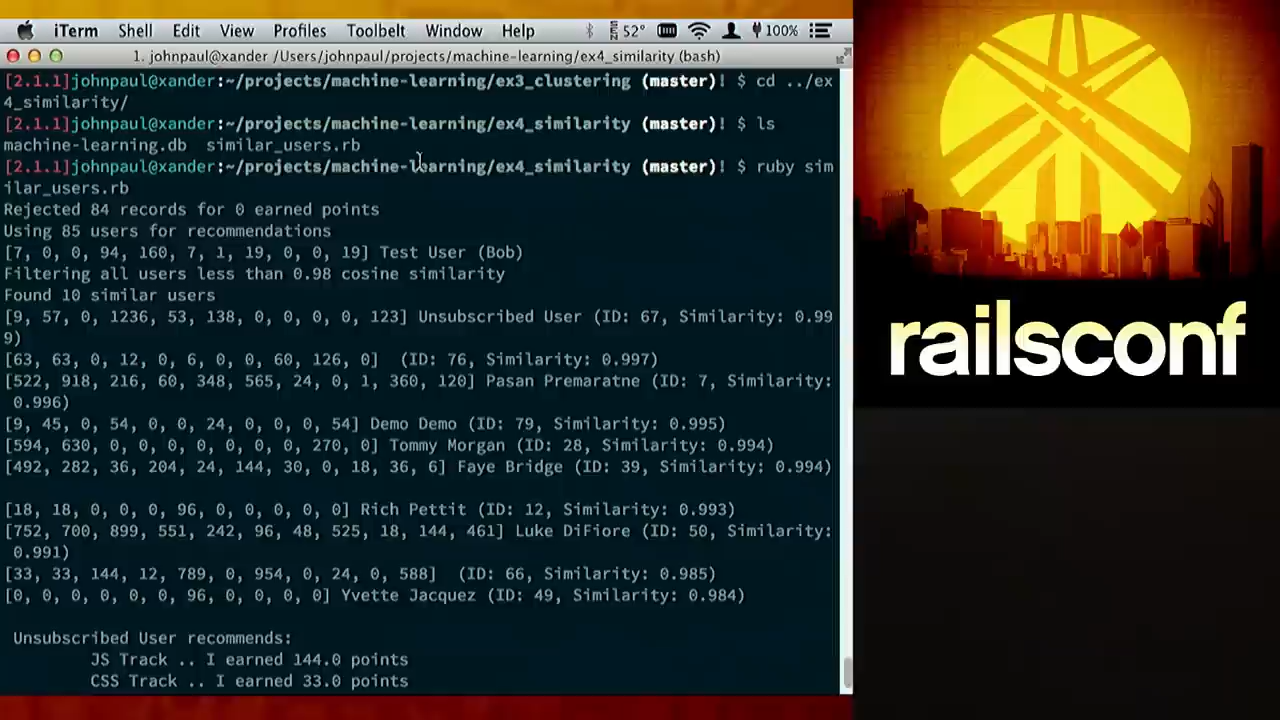 iTerm Shell Edit View Profiles Toolbelt Window Help 52° 100%
1. johnpaul@xander /Users/johnpaul/projects/machine-learning/ex4_similarity (bash)
[2.1.1]johnpaul@xander:~/projects/machine-learning/ex3_clustering (master)! $ cd ../ex
4_similarity/
[2.1.1]johnpaul@xander:~/projects/machine-learning/ex4_similarity (master)! $ ls
machine-learning.db similar_users.rb
[2.1.1]johnpaul@xander:~/projects/machine-learning/ex4_similarity (master)! $ ruby sim
ilar_users.rb
Rejected 84 records for 0 earned points
Using 85 users for recommendations
[7, 0, 0, 94, 160, 7, 1, 19, 0, 0, 19] Test User (Bob)
Filtering all users less than 0.98 cosine similarity
Found 10 similar users
[9, 57, 0, 1236, 53, 138, 0, 0, 0, 0, 123] Unsubscribed User (ID: 67, Similarity: 0.99
9)
[63, 63, 0, 12, 0, 6, 0, 0, 60, 126, 0] (ID: 76, Similarity: 0.997)
[522, 918, 216, 60, 348, 565, 24, 0, 1, 360, 120] Pasan Premaratne (ID: 7, Similarity:
0.996)
[9, 45, 0, 54, 0, 0, 24, 0, 0, 0, 54] Demo Demo (ID: 79, Similarity: 0.995)
[594, 630, 0, 0, 0, 0, 0, 0, 0, 270, 0] Tommy Morgan (ID: 28, Similarity: 0.994)
[492, 282, 36, 204, 24, 144, 30, 0, 18, 36, 6] Faye Bridge (ID: 39, Similarity: 0.994)
[18, 18, 0, 0, 0, 96, 0, 0, 0, 0, 0] Rich Pettit (ID: 12, Similarity: 0.993)
[752, 700, 899, 551, 242, 96, 48, 525, 18, 144, 461] Luke DiFiore (ID: 50, Similarity:
0.991)
[33, 33, 144, 12, 789, 0, 954, 0, 24, 0, 588] (ID: 66, Similarity: 0.985)
[0, 0, 0, 0, 0, 96, 0, 0, 0, 0] Yvette Jacquez (ID: 49, Similarity: 0.984)
Unsubscribed User recommends:
JS Track .. I earned 144.0 points
CSS Track .. I earned 33.0 points
railsconf